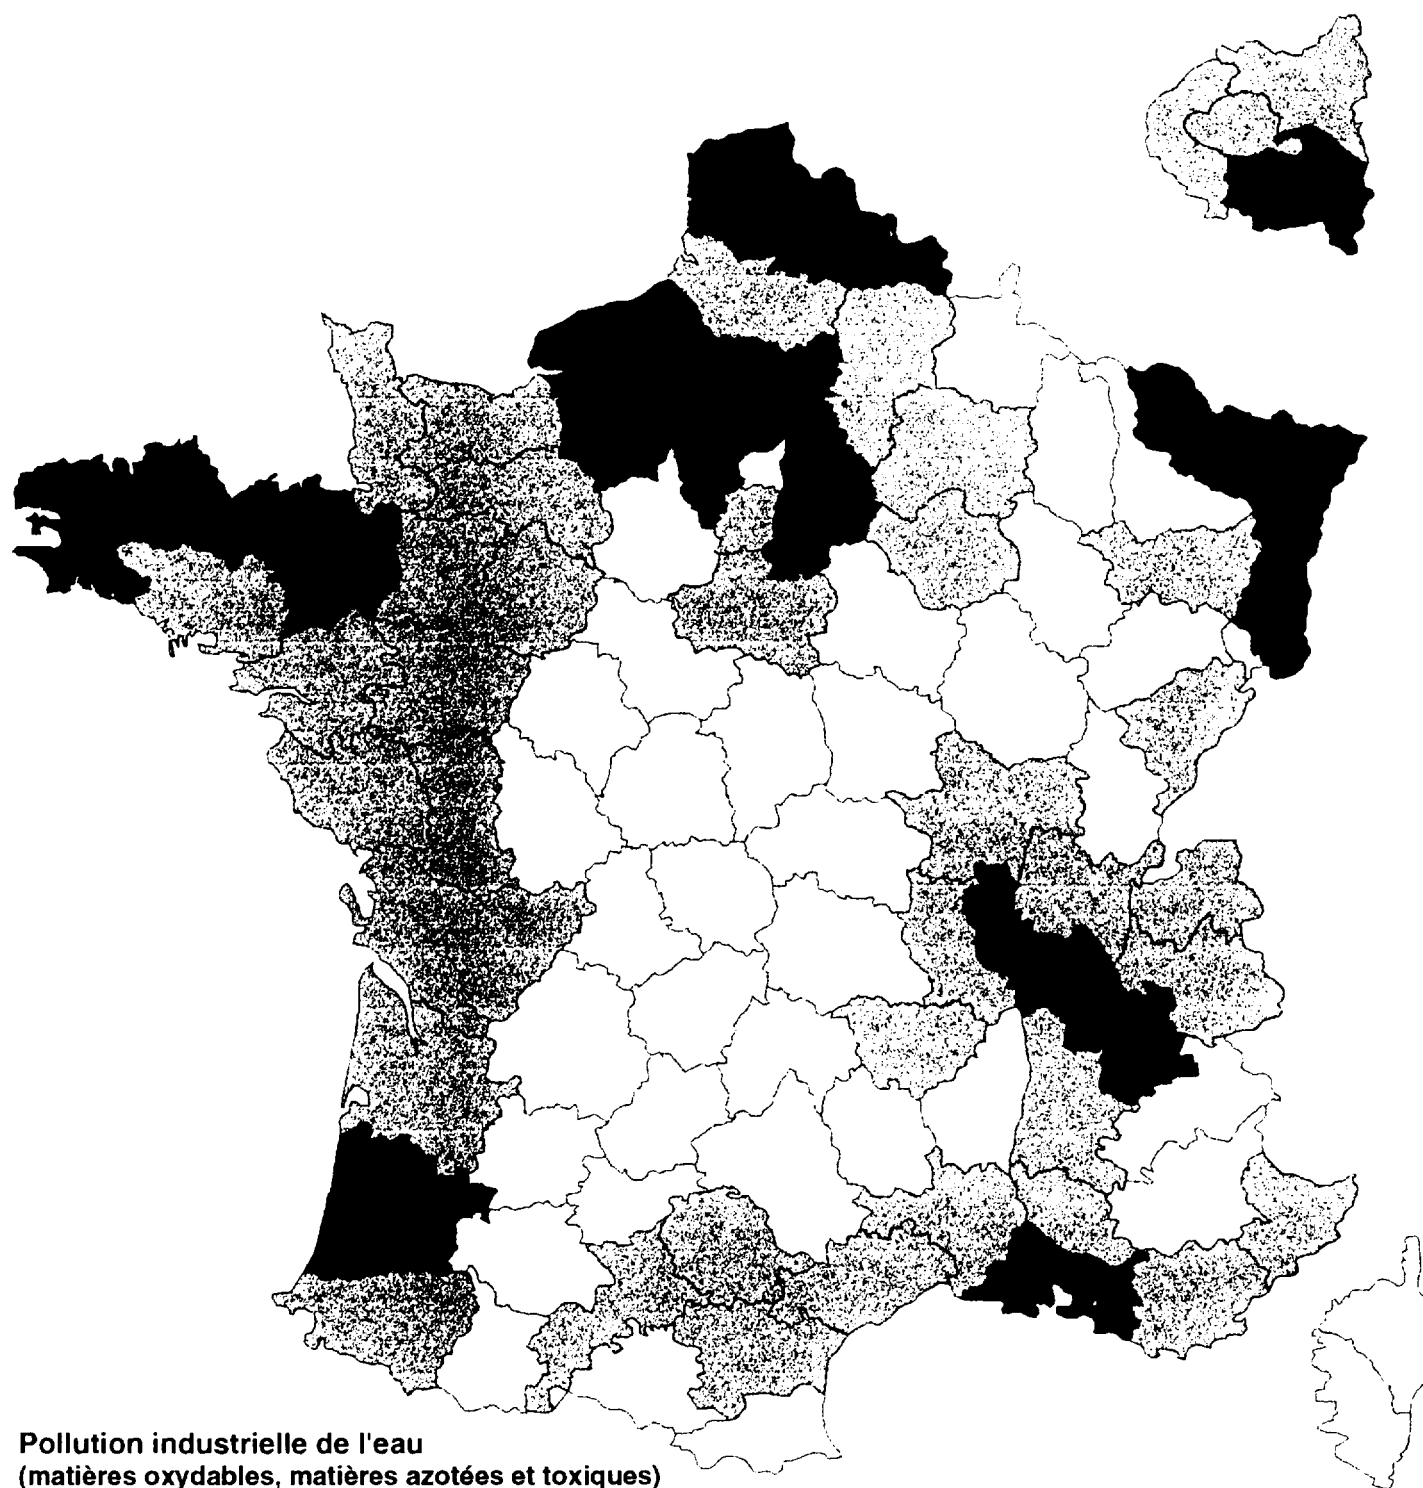 Pollution industrielle de l'eau
(matières oxydables, matières azotées et toxiques)